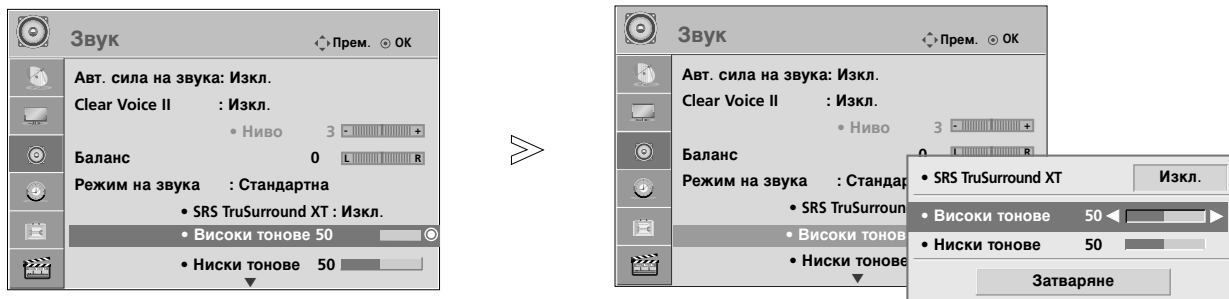 Звук Прем. OK
Авт. сила на звука: Изкл.
Clear Voice II : Изкл.
• Ниво 3 - +
Баланс 0 L R
Режим на звука : Стандартна
• SRS TruSurround XT : Изкл.
• Високи тонове 50
• Ниски тонове 50
Звук Прем. OK
Авт. сила на звука: Изкл.
Clear Voice II : Изкл.
• Ниво 3 - +
Баланс 0 L R
Режим на звука : Стандар
• SRS TruSurroun
• Високи тонов
• Ниски тонове
• SRS TruSurround XT Изкл.
• Високи тонове 50
• Ниски тонове 50
Затваряне